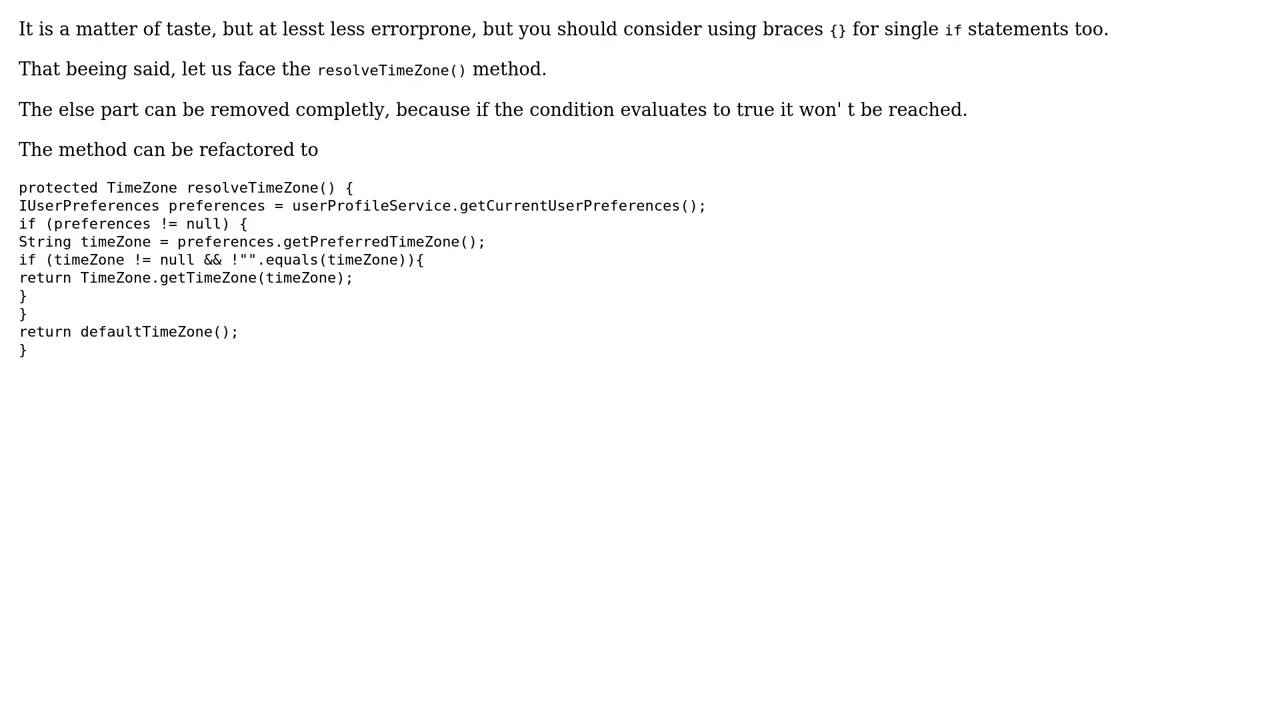 It is a matter of taste, but at lesst less errorprone, but you should consider using braces {} for single if statements too.
That beeing said, let us face the resolveTimeZone() method.
The else part can be removed completly, because if the condition evaluates to true it won' t be reached.
The method can be refactored to
protected TimeZone resolveTimeZone() {
IUserPreferences preferences = userProfileService.getCurrentUserPreferences();
if (preferences != null) {
String timeZone = preferences.getPreferredTimeZone();
if (timeZone != null && !"".equals(timeZone)){
return TimeZone.getTimeZone(timeZone);
}
}
return defaultTimeZone();
}